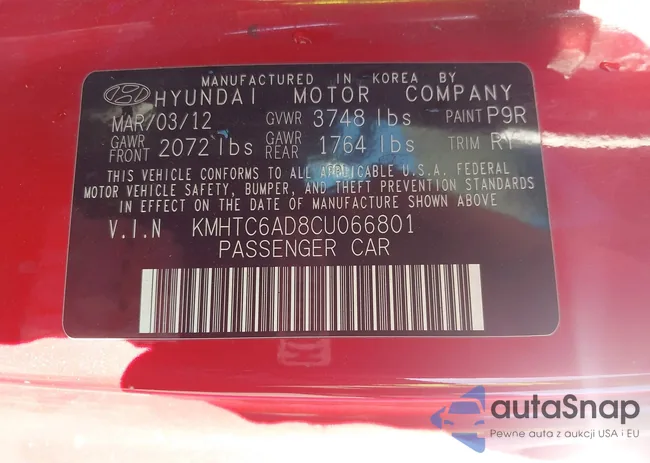 MANUFACTURED IN KOREA BY
HYUNDAI MOTOR COMPANY
MAR/03/12 GVWR 3748 lbs PAINT P9R
GAWR FRONT 2072 lbs GAWR REAR 1764 lbs TRIM RY
THIS VEHICLE CONFORMS TO ALL APPLICABLE U.S.A. FEDERAL
MOTOR VEHICLE SAFETY, BUMPER, AND THEFT PREVENTION STANDARDS
IN EFFECT ON THE DATE OF MANUFACTURE SHOWN ABOVE.
V.I.N KMHTC6AD8CU066801
PASSENGER CAR
autaSnap
Pewne auta z aukcji USA i EU